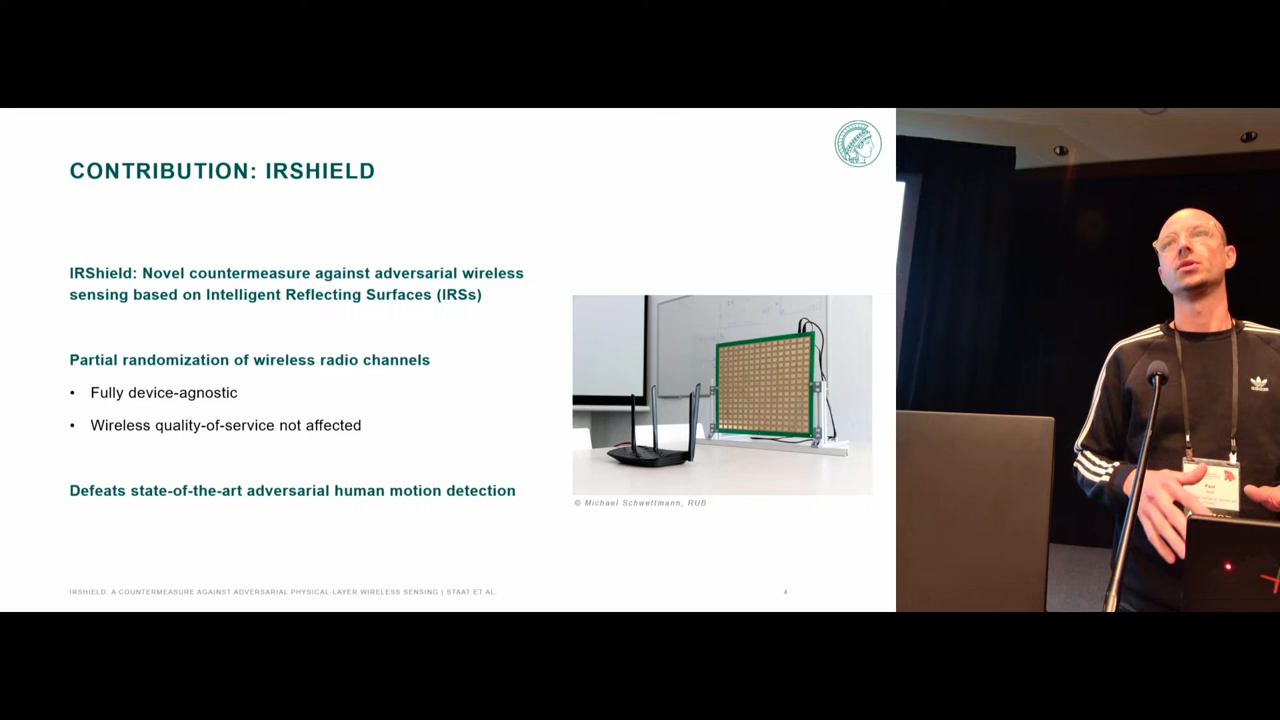 CONTRIBUTION: IRSHIELD
IRShield: Novel countermeasure against adversarial wireless
sensing based on Intelligent Reflecting Surfaces (IRSs)
Partial randomization of wireless radio channels
• Fully device-agnostic
• Wireless quality-of-service not affected
Defeats state-of-the-art adversarial human motion detection
© Michael Schwettmann, RUB
IRSHIELD: A COUNTERMEASURE AGAINST ADVERSARIAL PHYSICAL-LAYER WIRELESS SENSING | STAAT ET AL.
4
adidas
Paul